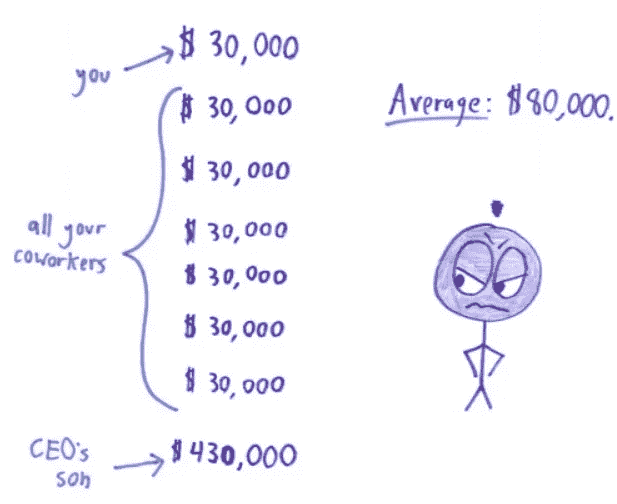 you
$ 30,000
$ 30,000
$ 30,000
$ 30,000
$ 30,000
$ 30,000
$ 30,000
all your
coworkers
CEO's
son
$ 430,000
Average: $80,000.